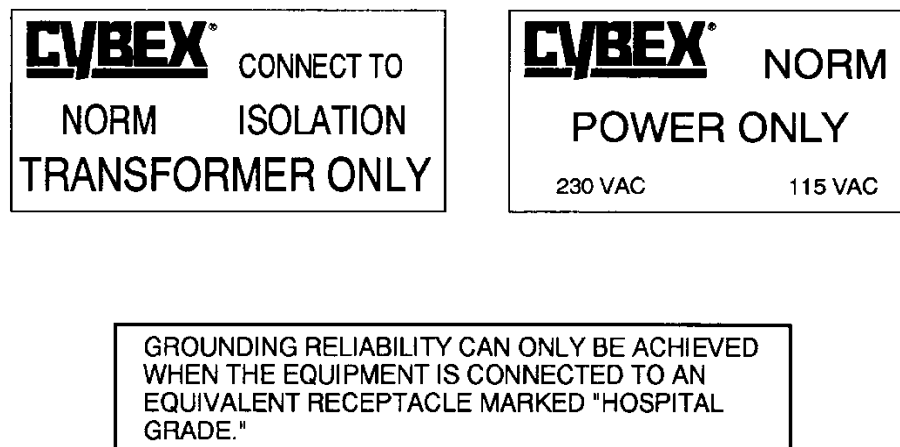 CYBEX® CONNECT TO
NORM ISOLATION
TRANSFORMER ONLY
CYBEX® NORM
POWER ONLY
230 VAC 115 VAC
GROUNDING RELIABILITY CAN ONLY BE ACHIEVED
WHEN THE EQUIPMENT IS CONNECTED TO AN
EQUIVALENT RECEPTACLE MARKED "HOSPITAL
GRADE."